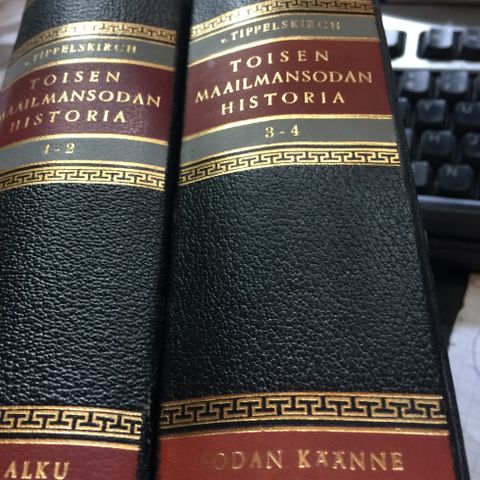 v. TIPPELSKIRCH
TOISEN
MAAILMANSODAN
HISTORIA
1-2
ALKU
v. TIPPELSKIRCH
TOISEN
MAAILMANSODAN
HISTORIA
3-4
SODAN KÄÄNNE